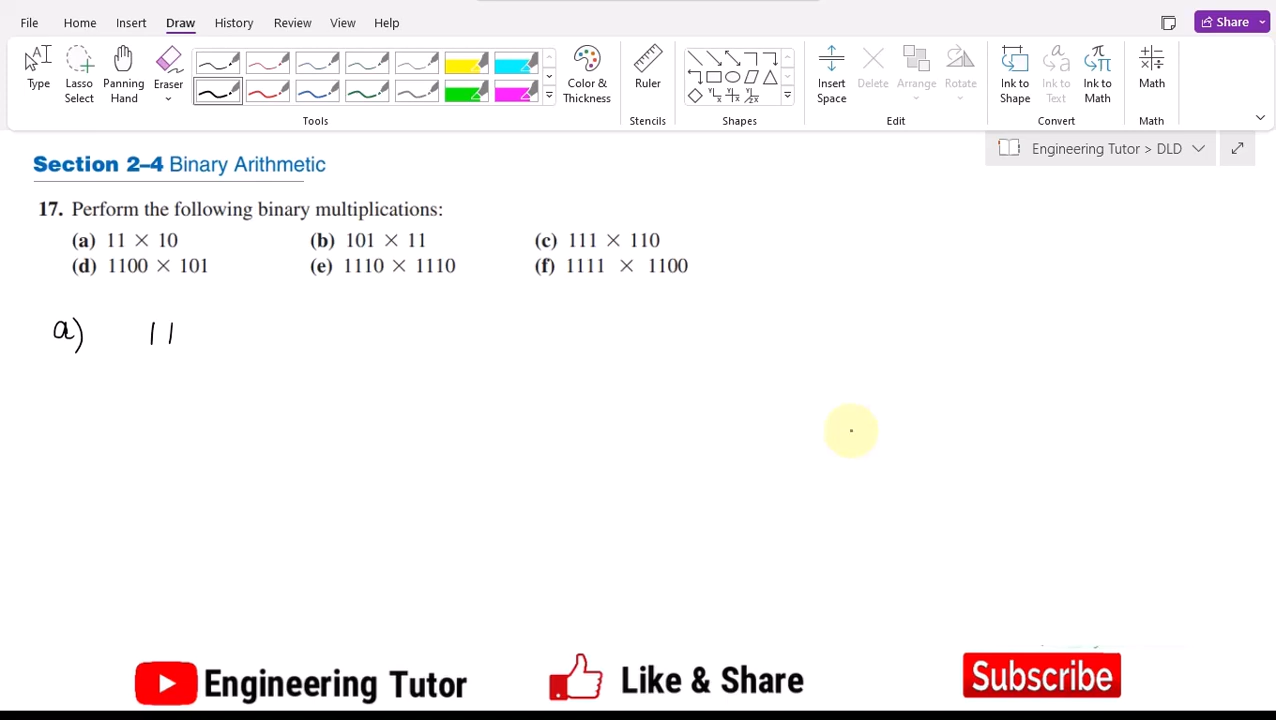 File Home Insert Draw History Review View Help Share
Type Lasso Select Panning Hand Eraser Color & Thickness Ruler Insert Space Delete Arrange Rotate Ink to Shape Ink to Text Ink to Math Math
Tools Stencils Shapes Edit Convert Math
Engineering Tutor > DLD
Section 2–4 Binary Arithmetic
17. Perform the following binary multiplications:
(a) 11 × 10 (b) 101 × 11 (c) 111 × 110
(d) 1100 × 101 (e) 1110 × 1110 (f) 1111 × 1100
a) 11
Engineering Tutor Like & Share Subscribe